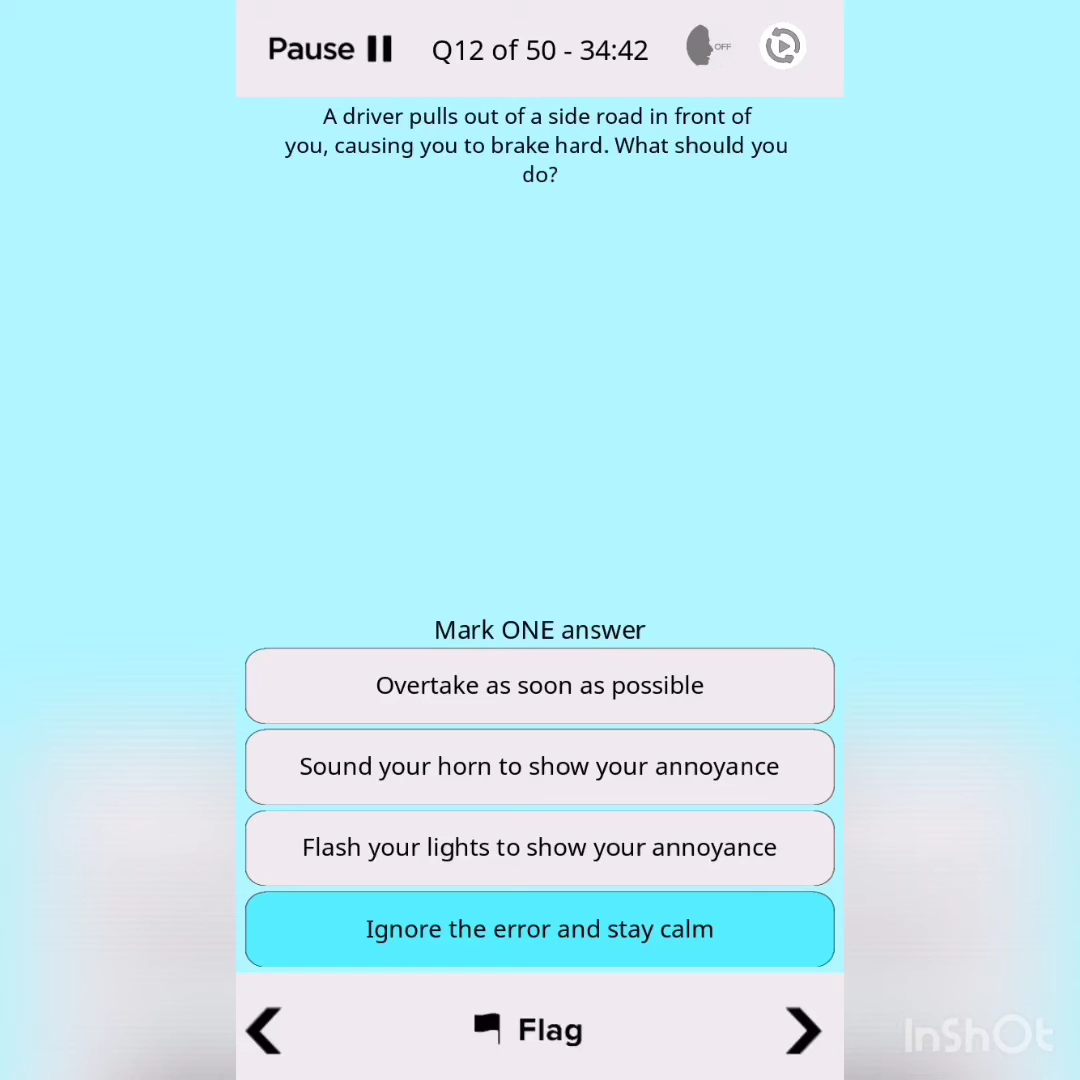 Pause
Q12 of 50 - 34:42
OFF
A driver pulls out of a side road in front of
you, causing you to brake hard. What should you
do?
Mark ONE answer
Overtake as soon as possible
Sound your horn to show your annoyance
Flash your lights to show your annoyance
Ignore the error and stay calm
Flag
InShOt